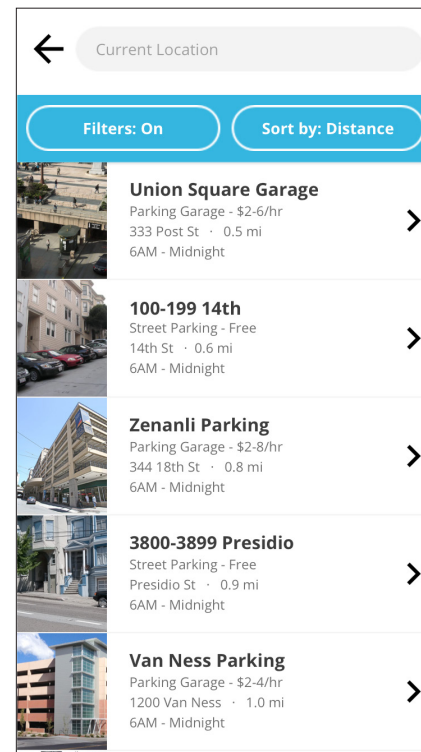 Current Location
Filters: On
Sort by: Distance
Union Square Garage
Parking Garage - $2-6/hr
333 Post St · 0.5 mi
6AM - Midnight
100-199 14th
Street Parking - Free
14th St · 0.6 mi
6AM - Midnight
Zenanli Parking
Parking Garage - $2-8/hr
344 18th St · 0.8 mi
6AM - Midnight
3800-3899 Presidio
Street Parking - Free
Presidio St · 0.9 mi
6AM - Midnight
Van Ness Parking
Parking Garage - $2-4/hr
1200 Van Ness · 1.0 mi
6AM - Midnight